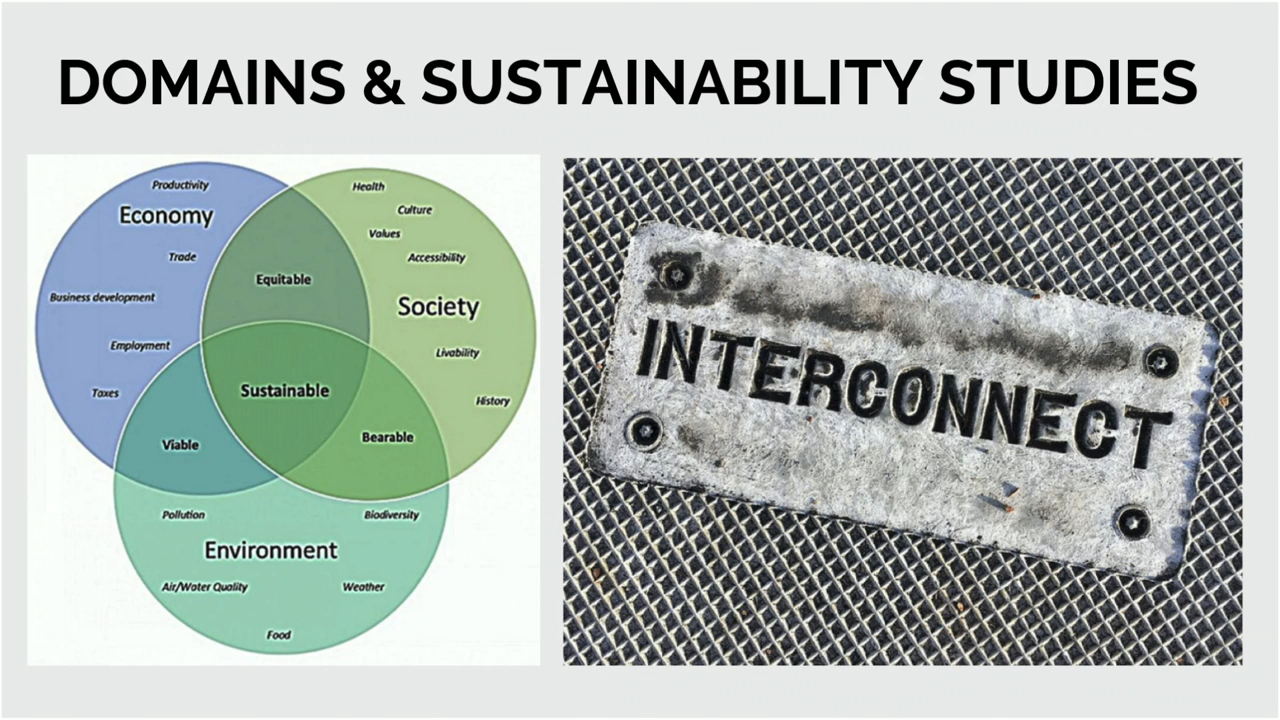 DOMAINS & SUSTAINABILITY STUDIES
Productivity
Economy
Trade
Business development
Employment
Taxes
Equitable
Health
Culture
Values
Accessibility
Society
Livability
History
Sustainable
Viable
Bearable
Pollution
Biodiversity
Environment
Air/Water Quality
Weather
Food
INTERCONNECT